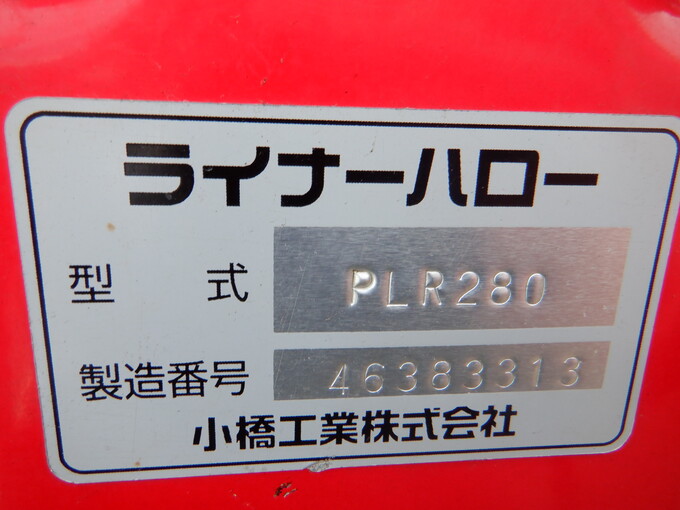 ライナーハロー
型式 PLR280
製造番号 46383313
小橋工業株式会社